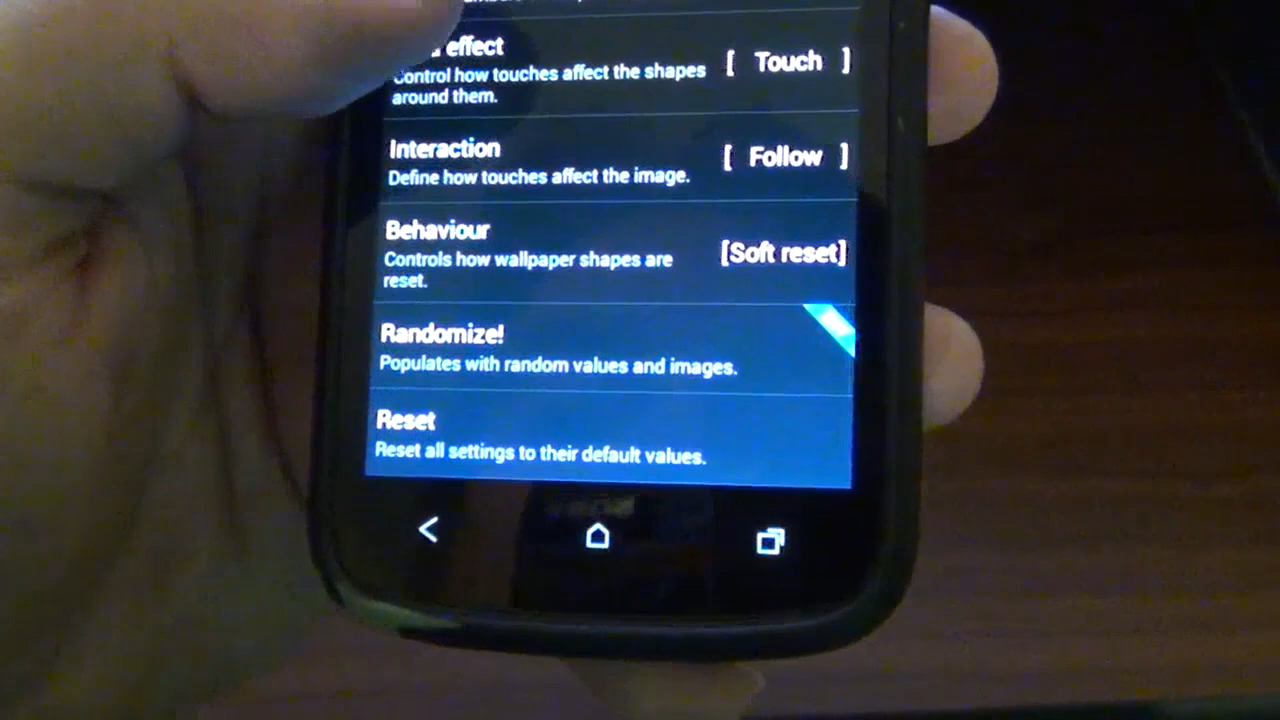 effect
[ Touch ]
Control how touches affect the shapes
around them.
Interaction
[ Follow ]
Define how touches affect the image.
Behaviour
[Soft reset]
Controls how wallpaper shapes are
reset.
Randomize!
Populates with random values and images.
Reset
Reset all settings to their default values.